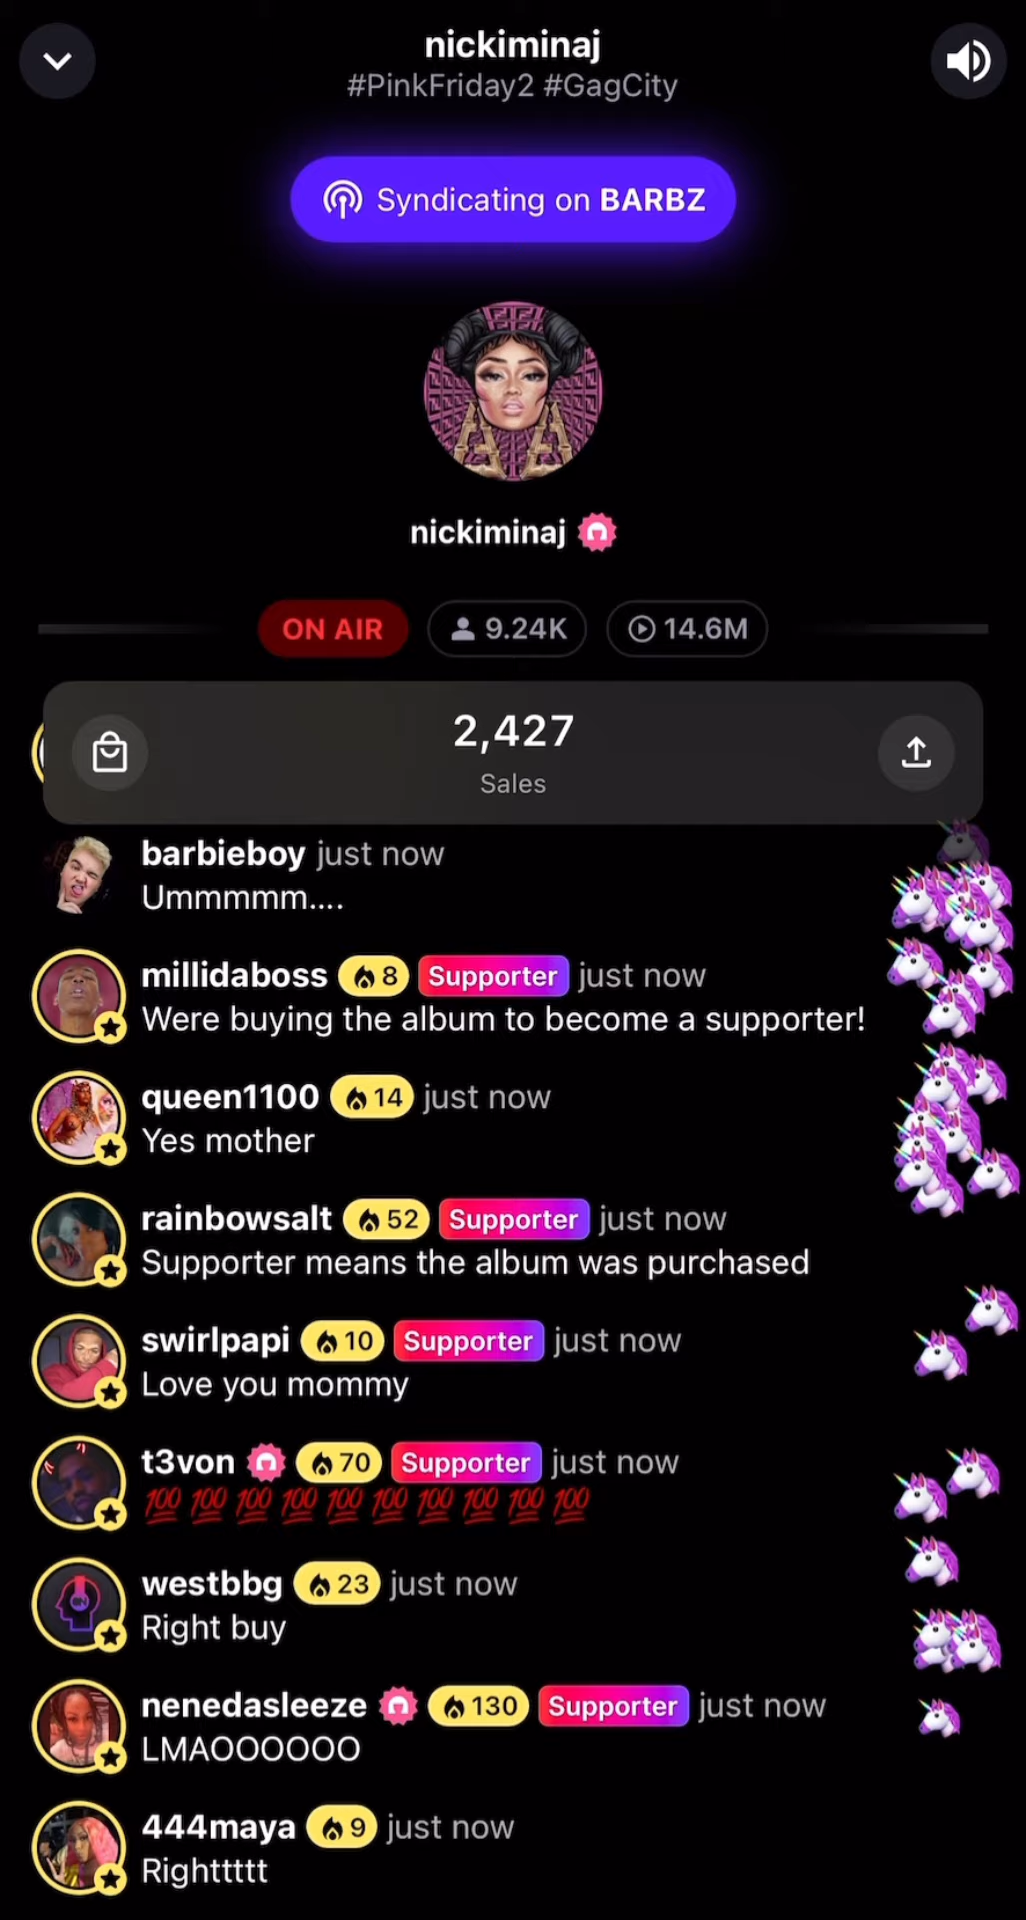 nickiminaj
#PinkFriday2 #GagCity
Syndicating on BARBZ
nickiminaj
ON AIR 9.24K 14.6M
2,427
Sales
barbieboy just now
Ummmmm....
millidaboss 8 Supporter just now
Were buying the album to become a supporter!
queen1100 14 just now
Yes mother
rainbowsalt 52 Supporter just now
Supporter means the album was purchased
swirlpapi 10 Supporter just now
Love you mommy
t3von 70 Supporter just now
💯 💯 💯 💯 💯 💯 💯 💯 💯 💯
westbbg 23 just now
Right buy
nenedasleeze 130 Supporter just now
LMAOOOOOO
444maya 9 just now
Righttttt